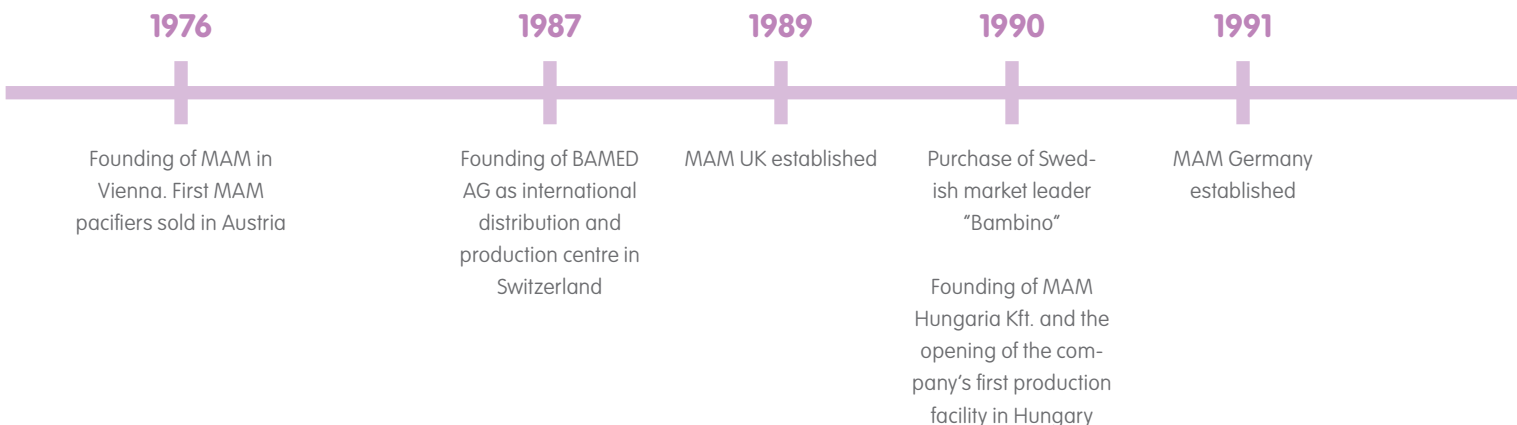 1976
Founding of MAM in
Vienna. First MAM
pacifiers sold in Austria
1987
Founding of BAMED
AG as international
distribution and
production centre in
Switzerland
1989
MAM UK established
1990
Purchase of Swed-
ish market leader
"Bambino"
Founding of MAM
Hungaria Kft. and the
opening of the com-
pany's first production
facility in Hungary
1991
MAM Germany
established